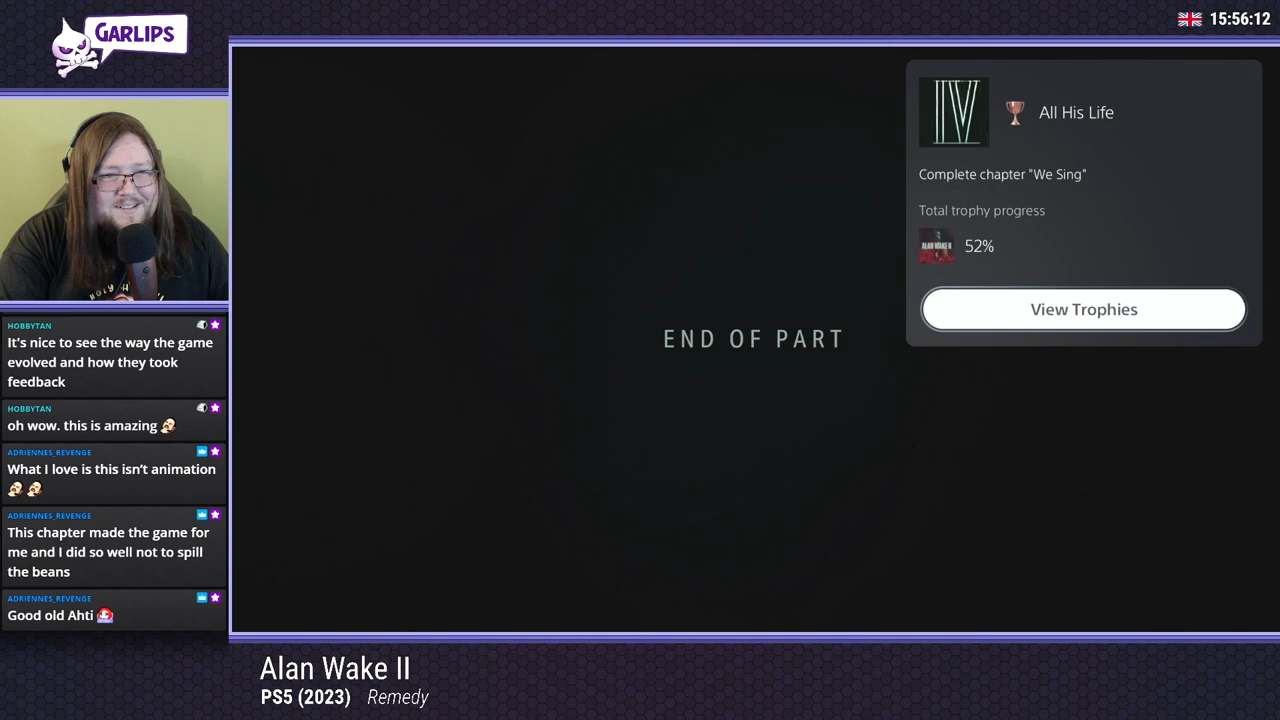 GARLIPS
15:56:12
IV
All His Life
Complete chapter "We Sing"
Total trophy progress
ALAN WAKE II
52%
View Trophies
END OF PART
HOBBYTAN
It's nice to see the way the game
evolved and how they took
feedback
HOBBYTAN
oh wow. this is amazing
ADRIENNES_REVENGE
What I love is this isn't animation
ADRIENNES_REVENGE
This chapter made the game for
me and I did so well not to spill
the beans
ADRIENNES_REVENGE
Good old Ahti
Alan Wake II
PS5 (2023) Remedy